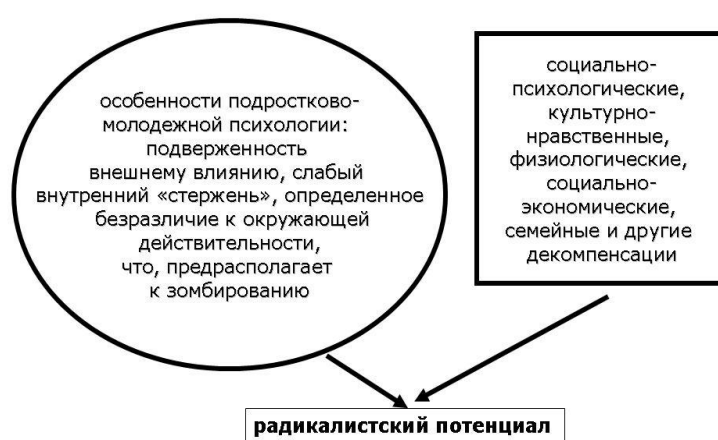 особенности подростково-
молодежной психологии:
подверженность
внешнему влиянию, слабый
внутренний «стержень», определенное
безразличие к окружающей
действительности,
что, предрасполагает
к зомбированию
социально-
психологические,
культурно-
нравственные,
физиологические,
социально-
экономические,
семейные и другие
декомпенсации
радикалистский потенциал